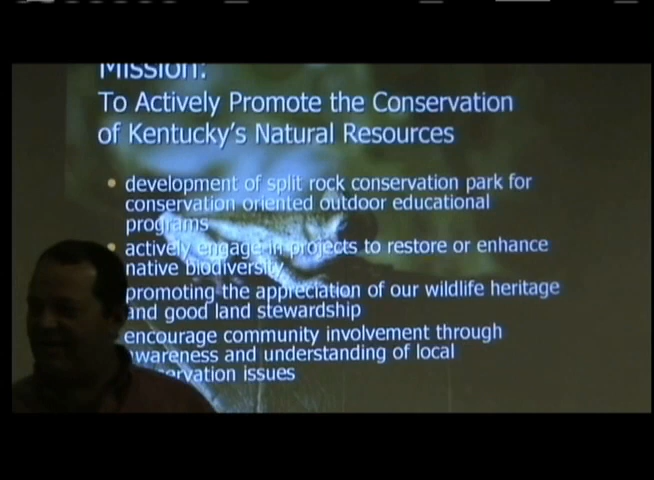 Mission:
To Actively Promote the Conservation
of Kentucky's Natural Resources
• development of split rock conservation park for
conservation oriented outdoor educational
programs
• actively engage in projects to restore or enhance
native biodiversity
promoting the appreciation of our wildlife heritage
and good land stewardship
encourage community involvement through
awareness and understanding of local
servation issues